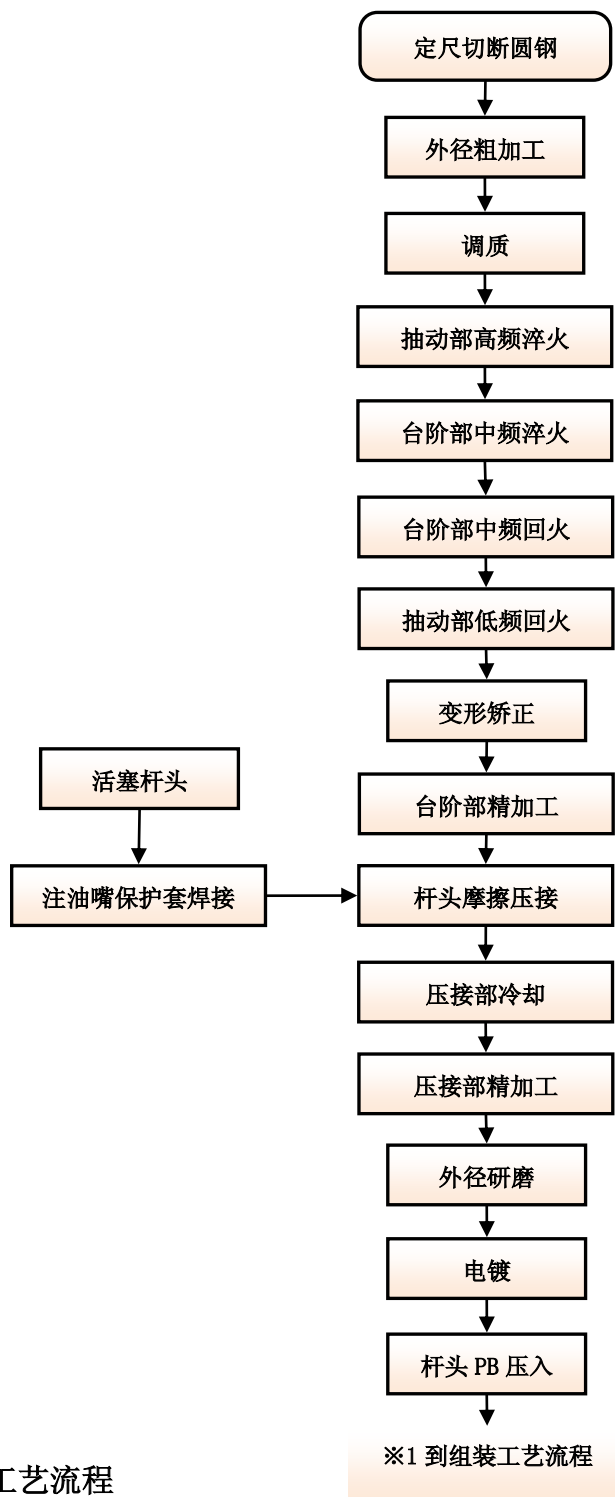 定尺切断圆钢
外径粗加工
调质
抽动部高频淬火
台阶部中频淬火
台阶部中频回火
抽动部低频回火
变形矫正
活塞杆头
台阶部精加工
注油嘴保护套焊接
杆头摩擦压接
压接部冷却
压接部精加工
外径研磨
电镀
杆头 PB 压入
※1 到组装工艺流程
工艺流程